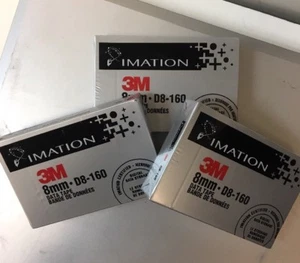 IMATION
3M
8mm • D8-160
IMATION
3M
8mm • D8-160
DATA TAPE
BANDE DE DONNÉES
IMATION
3M
8mm • D8-160
DATA TAPE
BANDE DE DONNÉES